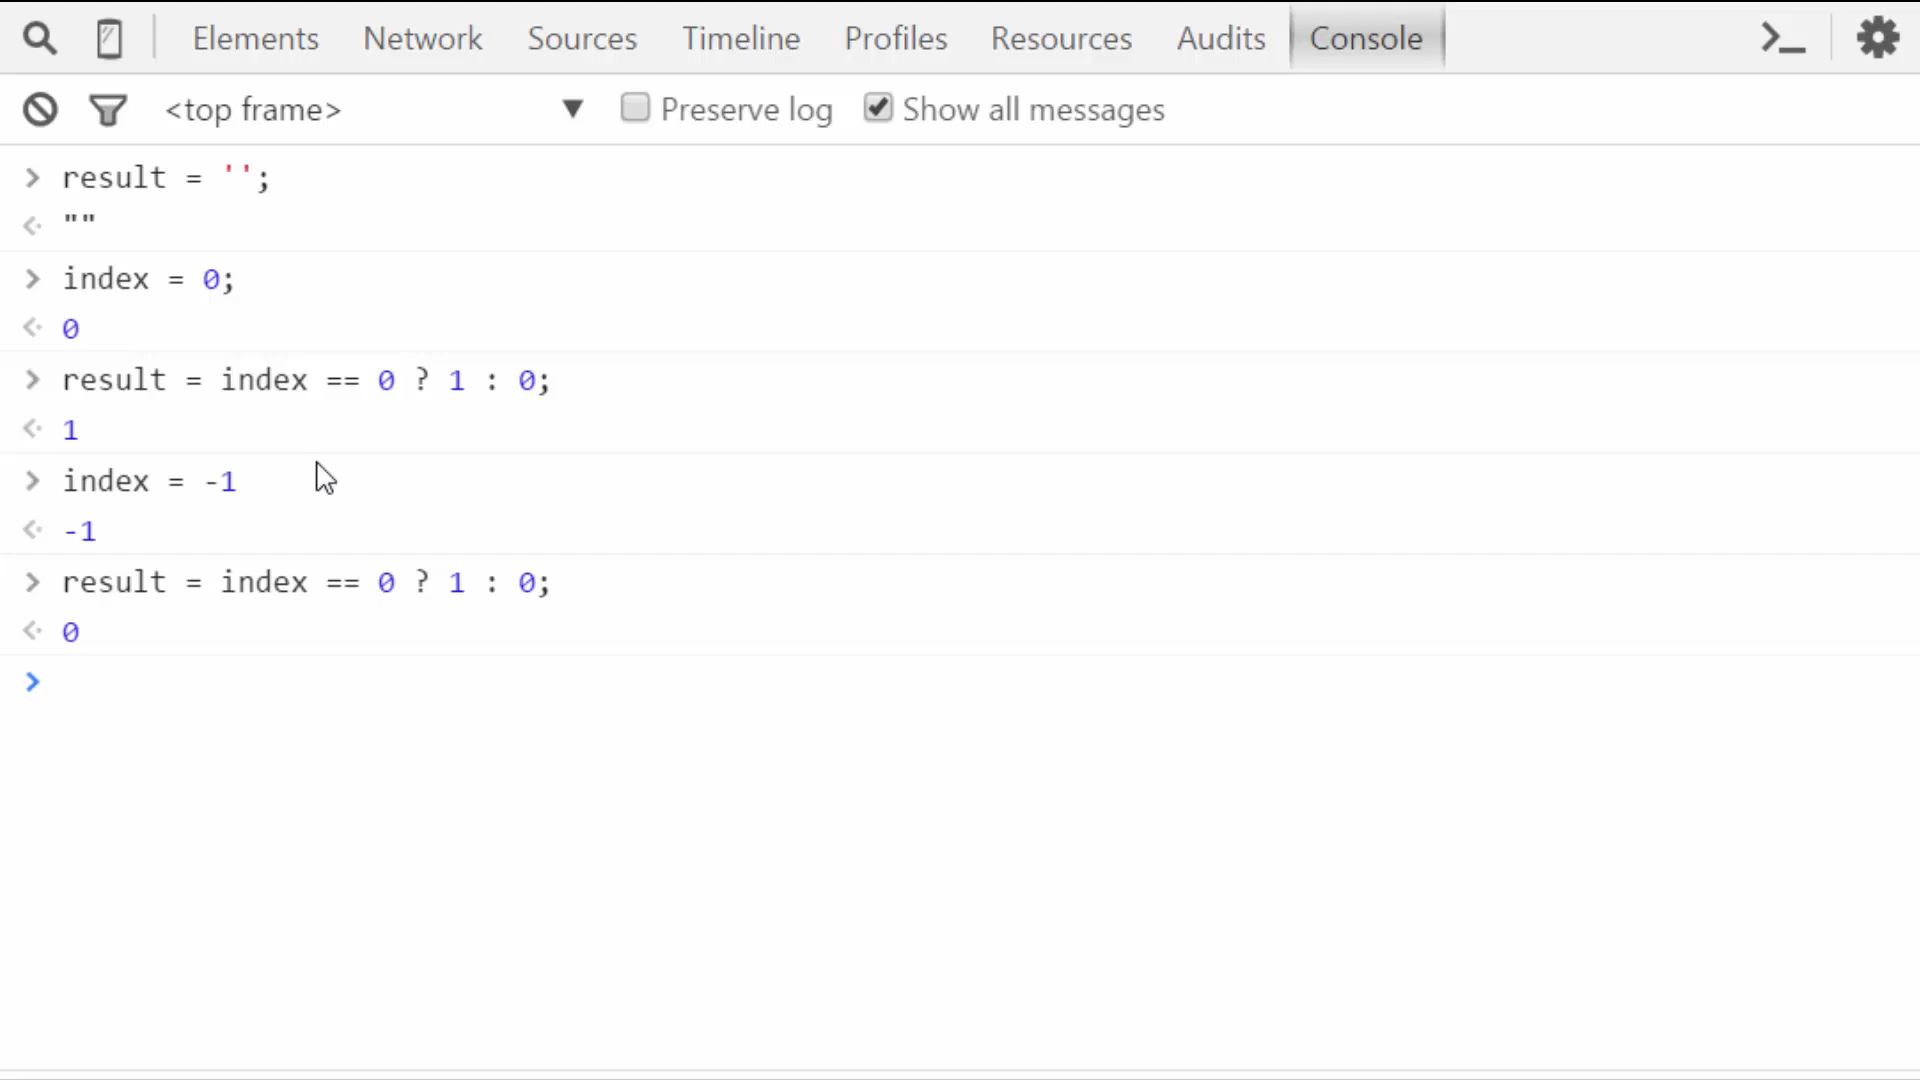 Elements Network Sources Timeline Profiles Resources Audits Console
<top frame> ▼ Preserve log Show all messages
> result = '';
""
> index = 0;
0
> result = index == 0 ? 1 : 0;
1
> index = -1
-1
> result = index == 0 ? 1 : 0;
0
>